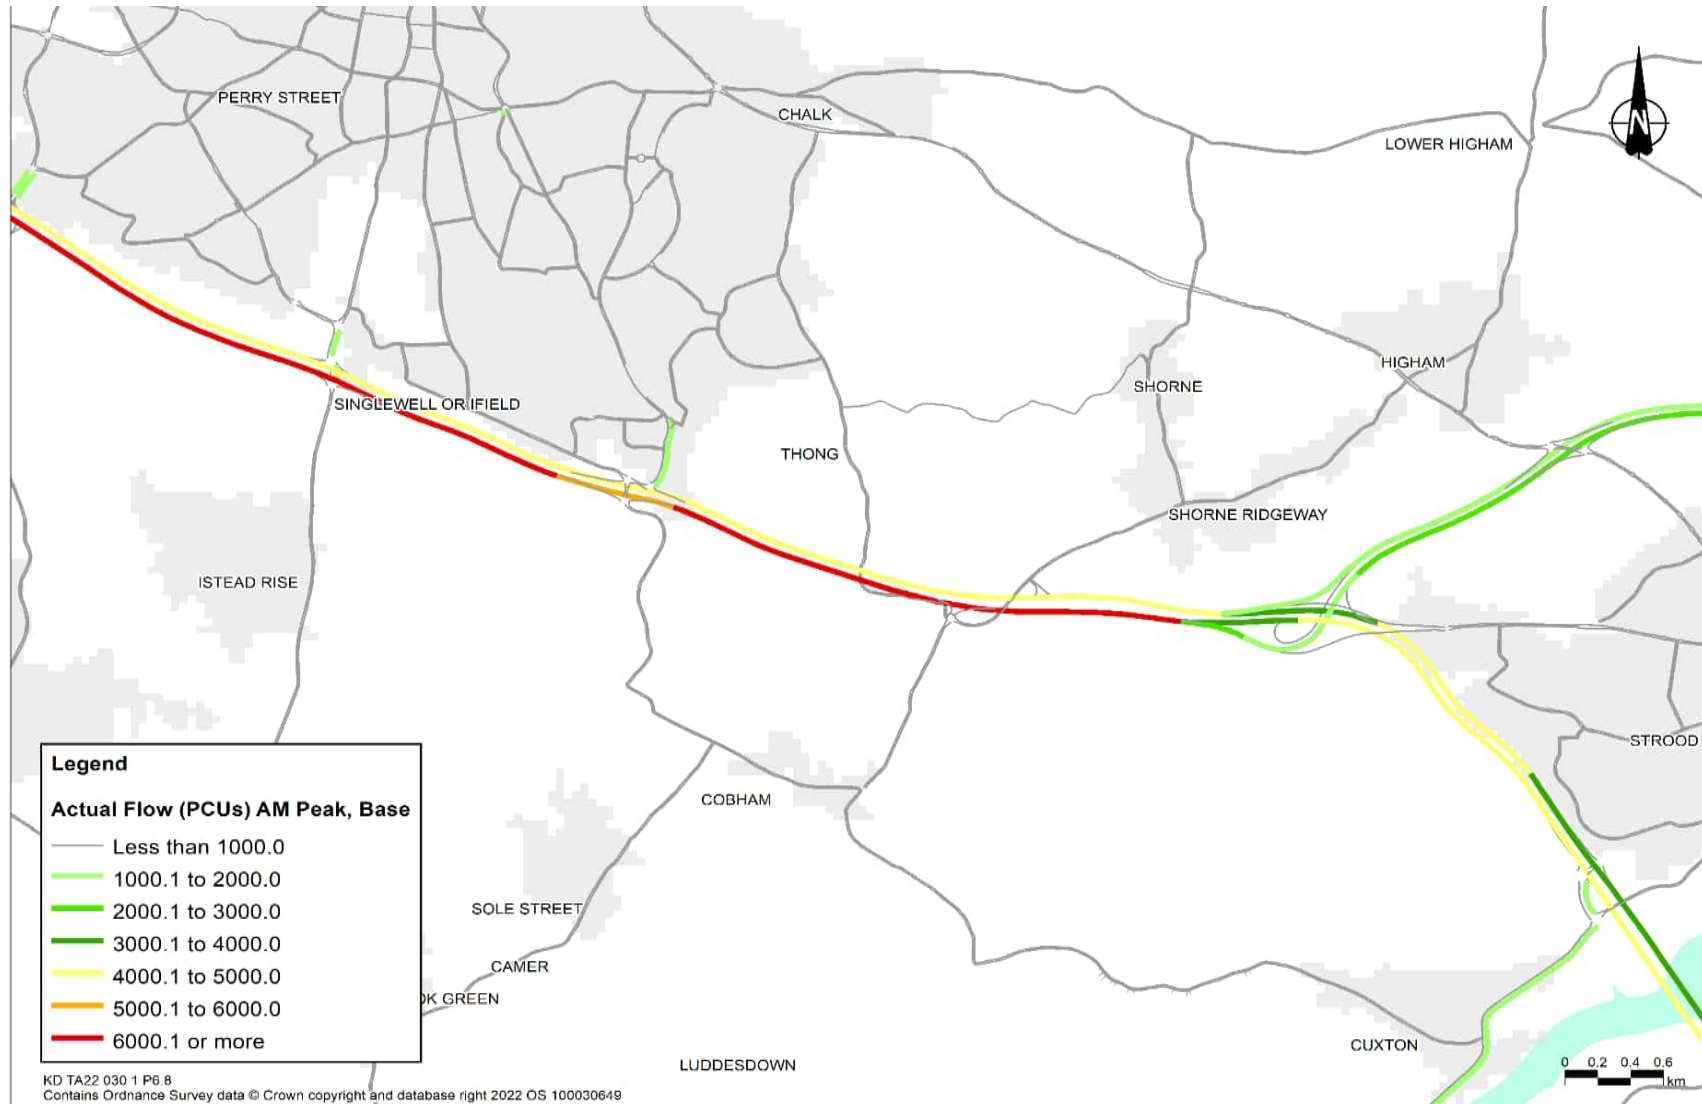 PERRY STREET
CHALK
LOWER HIGHAM
N
HIGHAM
SHORNE
SINGLEWELL OR IFIELD
THONG
SHORNE RIDGEWAY
ISTEAD RISE
STROOD
COBHAM
SOLE STREET
CAMER
OK GREEN
CUXTON
LUDDESDOWN
Legend
Actual Flow (PCUs) AM Peak, Base
Less than 1000.0
1000.1 to 2000.0
2000.1 to 3000.0
3000.1 to 4000.0
4000.1 to 5000.0
5000.1 to 6000.0
6000.1 or more
0 0.2 0.4 0.6
km
KD TA22 030 1 P6.8
Contains Ordnance Survey data © Crown copyright and database right 2022 OS 100030649